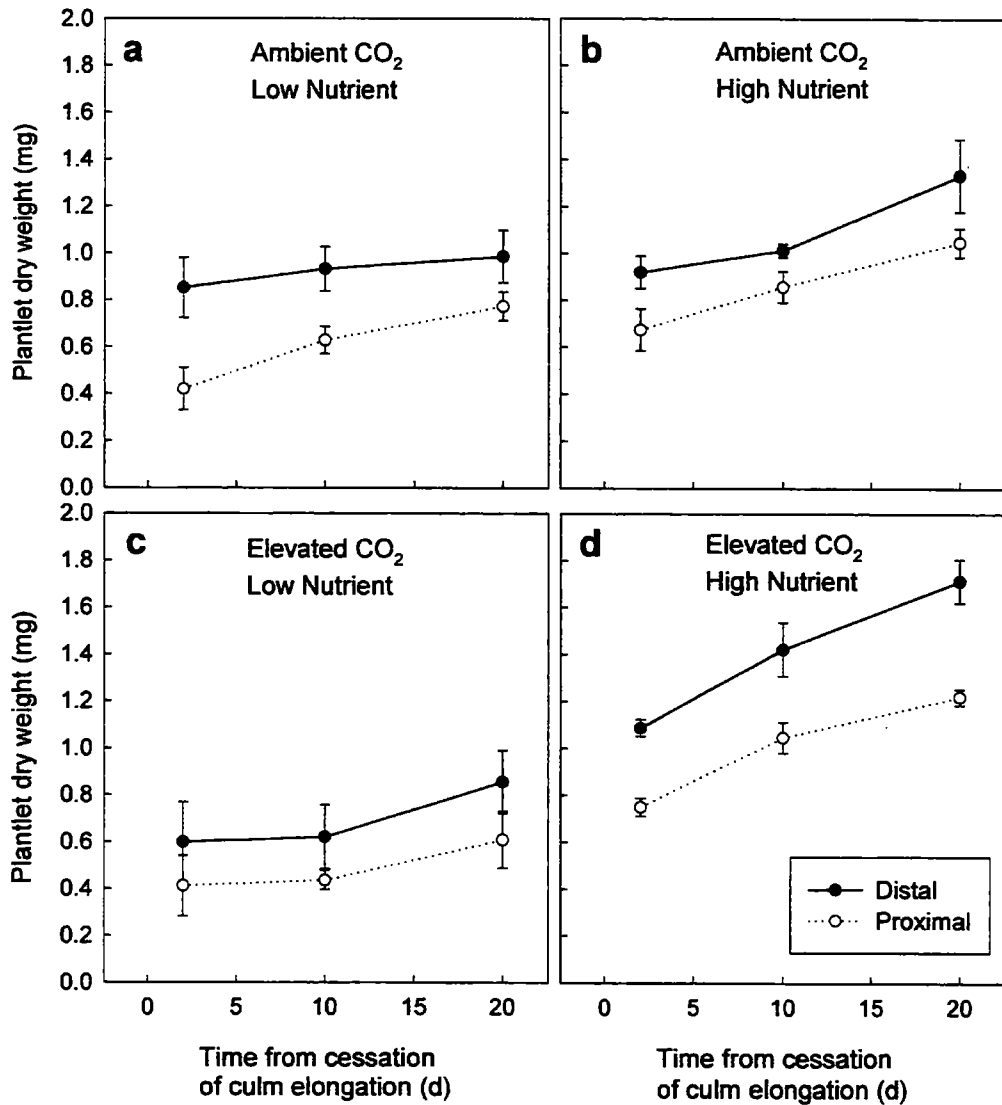 a
Ambient CO₂
Low Nutrient
b
Ambient CO₂
High Nutrient
Plantlet dry weight (mg)
2.0
1.8
1.6
1.4
1.2
1.0
0.8
0.6
0.4
0.2
0.0
c
Elevated CO₂
Low Nutrient
d
Elevated CO₂
High Nutrient
Plantlet dry weight (mg)
2.0
1.8
1.6
1.4
1.2
1.0
0.8
0.6
0.4
0.2
0.0
Distal
Proximal
0 5 10 15 20
0 5 10 15 20
Time from cessation
of culm elongation (d)
Time from cessation
of culm elongation (d)